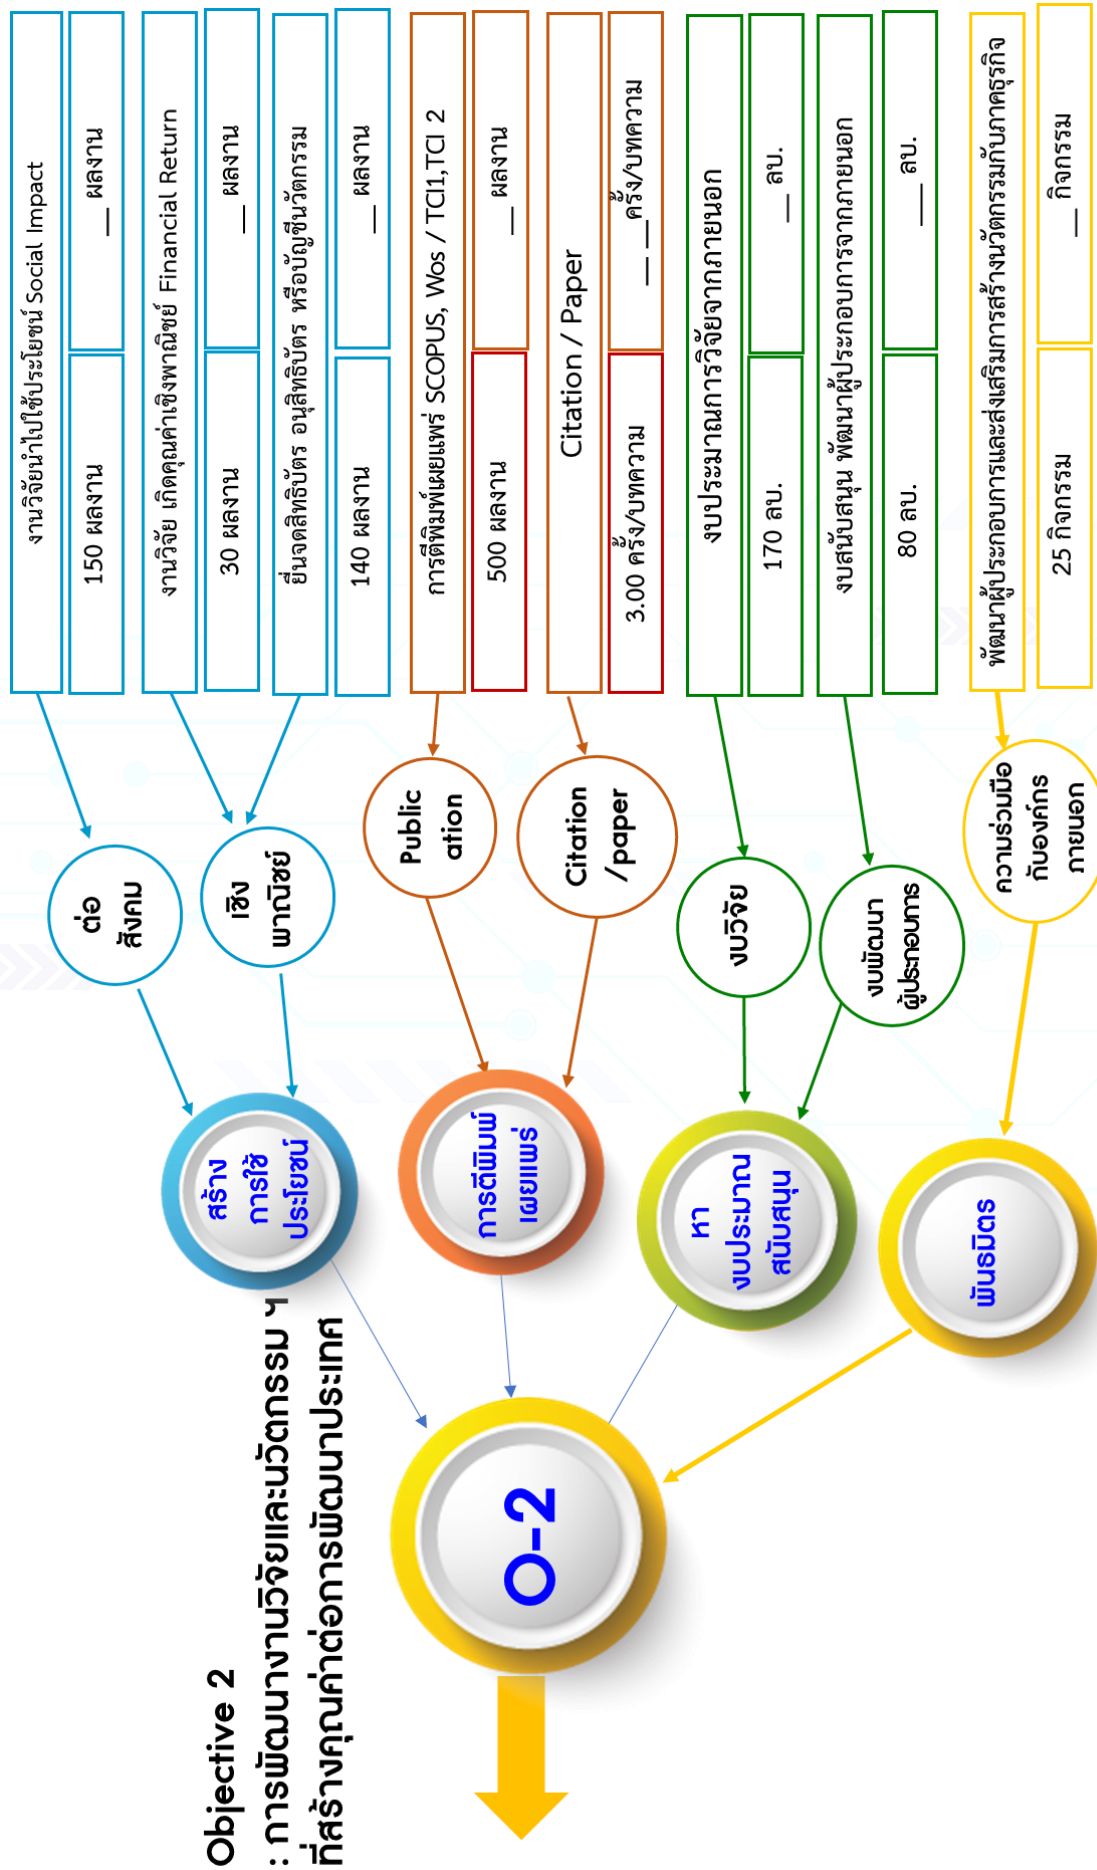 Objective 2
: การพัฒนางานวิจัยและนวัตกรรม ฯ
ที่สร้างคุณค่าต่อการพัฒนาประเทศ
O-2
สร้าง
การใช้
ประโยชน์
การตีพิมพ์
เผยแพร่
หา
งบประมาณ
สนับสนุน
พันธมิตร
ต่อ
สังคม
เชิง
พาณิชย์
Public
ation
Citation
/paper
งบวิจัย
งบพัฒนา
ผู้ประกอบการ
ความร่วมมือ
กับองค์กร
ภายนอก
งานวิจัยนำไปใช้ประโยชน์ Social Impact
150 ผลงาน
__ ผลงาน
งานวิจัย เกิดคุณค่าเชิงพาณิชย์ Financial Return
30 ผลงาน
__ ผลงาน
ยื่นจดสิทธิบัตร อนุสิทธิบัตร หรือบัญชีนวัตกรรม
140 ผลงาน
__ ผลงาน
การตีพิมพ์เผยแพร่ SCOPUS, Wos / TCI1,TCI 2
500 ผลงาน
__ ผลงาน
Citation / Paper
3.00 ครั้ง/บทความ
__ __ครั้ง/บทความ
งบประมาณการวิจัยจากภายนอก
170 ลบ.
__ ลบ.
งบสนับสนุน พัฒนาผู้ประกอบการจากภายนอก
80 ลบ.
___ ลบ.
พัฒนาผู้ประกอบการและส่งเสริมการสร้างนวัตกรรมกับภาคธุรกิจ
25 กิจกรรม
__ กิจกรรม